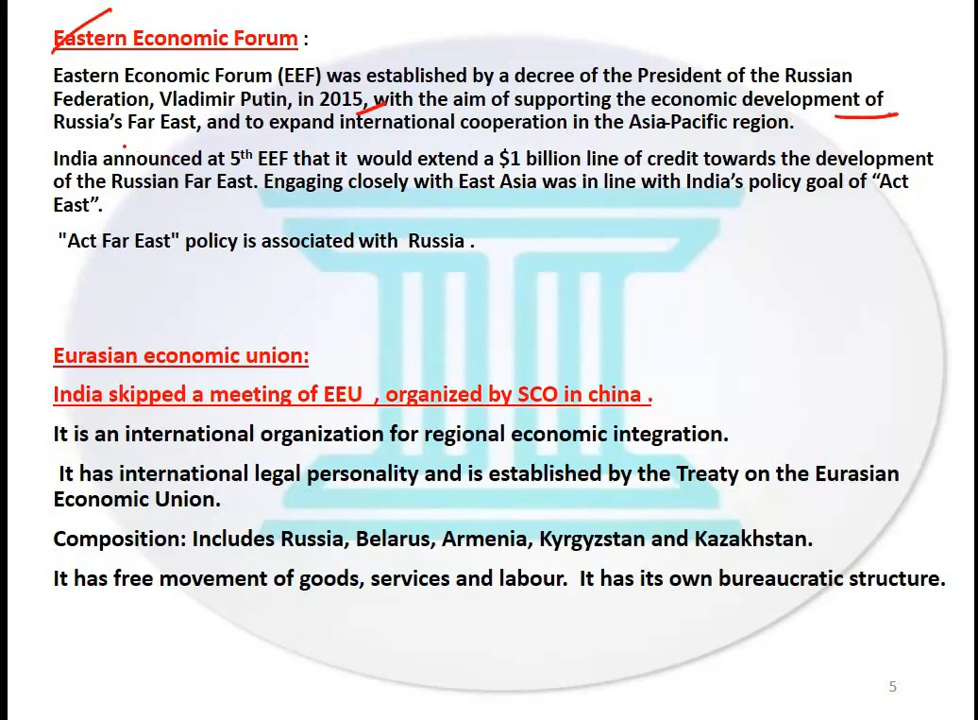 Eastern Economic Forum :
Eastern Economic Forum (EEF) was established by a decree of the President of the Russian
Federation, Vladimir Putin, in 2015, with the aim of supporting the economic development of
Russia's Far East, and to expand international cooperation in the Asia-Pacific region.
India announced at 5th EEF that it would extend a $1 billion line of credit towards the development
of the Russian Far East. Engaging closely with East Asia was in line with India's policy goal of “Act
East”.
"Act Far East" policy is associated with Russia .
Eurasian economic union:
India skipped a meeting of EEU , organized by SCO in china .
It is an international organization for regional economic integration.
It has international legal personality and is established by the Treaty on the Eurasian
Economic Union.
Composition: Includes Russia, Belarus, Armenia, Kyrgyzstan and Kazakhstan.
It has free movement of goods, services and labour. It has its own bureaucratic structure.
5